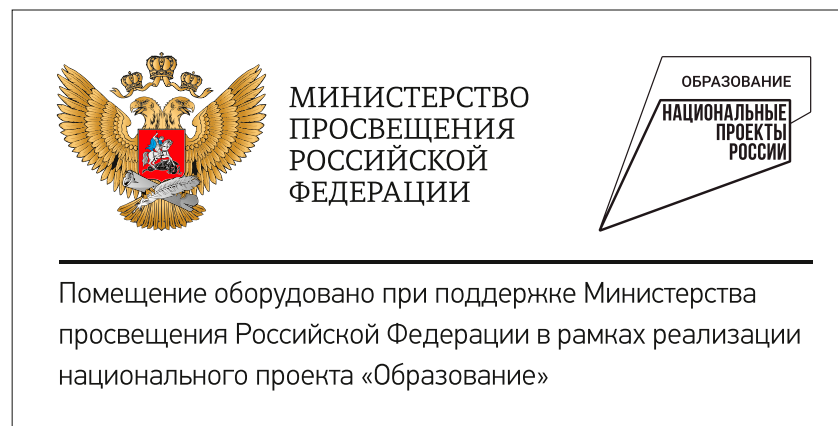 МИНИСТЕРСТВО
ПРОСВЕЩЕНИЯ
РОССИЙСКОЙ
ФЕДЕРАЦИИ
ОБРАЗОВАНИЕ
НАЦИОНАЛЬНЫЕ
ПРОЕКТЫ
РОССИИ
Помещение оборудовано при поддержке Министерства
просвещения Российской Федерации в рамках реализации
национального проекта «Образование»